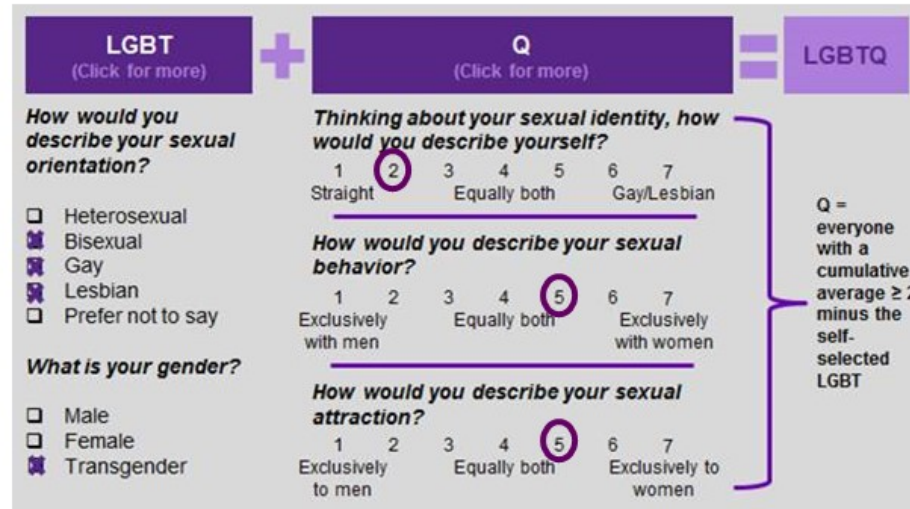 LGBT
(Click for more)
Q
(Click for more)
LGBTQ
How would you
describe your sexual
orientation?
Heterosexual
Bisexual
Gay
Lesbian
Prefer not to say
What is your gender?
Male
Female
Transgender
Thinking about your sexual identity, how
would you describe yourself?
1 2 3 4 5 6 7
Straight Equally both Gay/Lesbian
How would you describe your sexual
behavior?
1 2 3 4 5 6 7
Exclusively Equally both Exclusively
with men with women
How would you describe your sexual
attraction?
1 2 3 4 5 6 7
Exclusively Equally both Exclusively to
to men women
Q =
everyone
with a
cumulative
average ≥ 2
minus the
self-
selected
LGBT